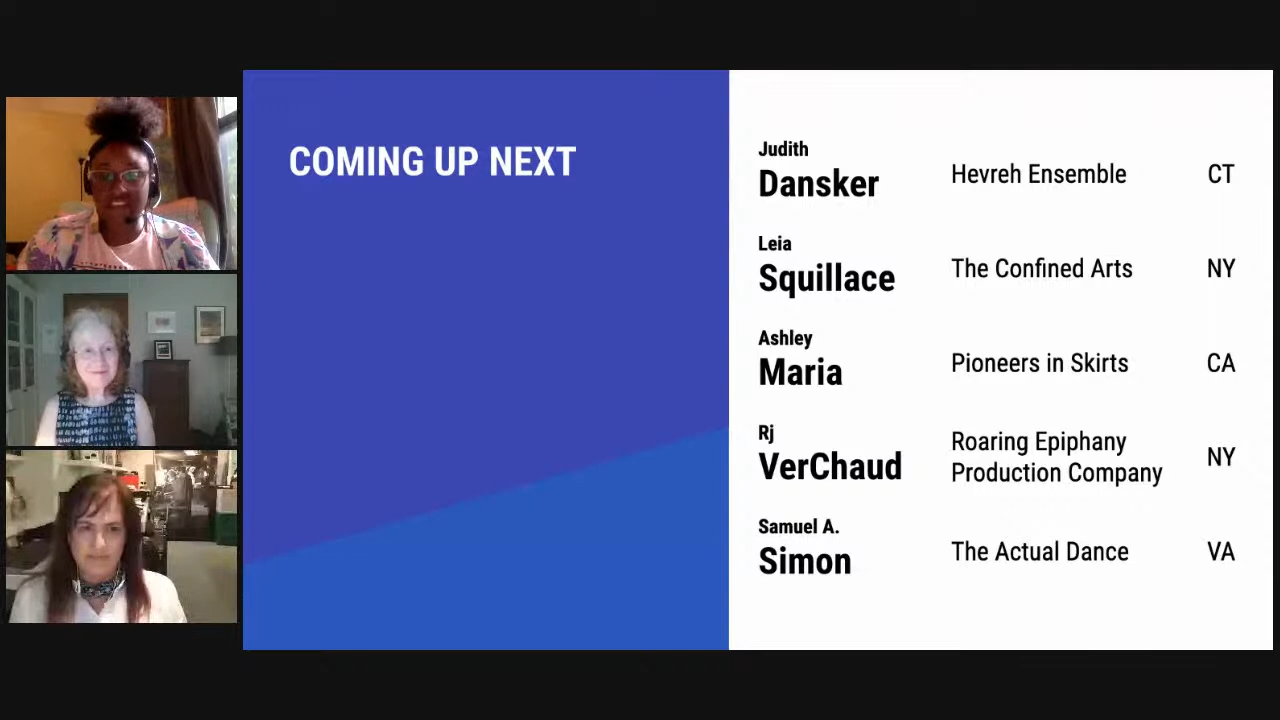 COMING UP NEXT
Judith
Dansker
Hevreh Ensemble
CT
Leia
Squillace
The Confined Arts
NY
Ashley
Maria
Pioneers in Skirts
CA
Rj
VerChaud
Roaring Epiphany
Production Company
NY
Samuel A.
Simon
The Actual Dance
VA